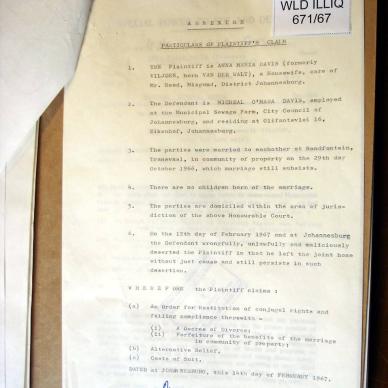 WLD ILLIQ
671/67
ANNEXURE
PARTICULARS OF PLAINTIFF'S CLAIM
1. THE Plaintiff is ANNA MARIA DAVIS (formerly
VILJOEN, born VAN DER WALT), a Housewife, care of
Mr. Reed, Misgund, District Johannesburg.
2. The Defendant is MICHEAL O'MARA DAVIS, employed
at the Municipal Sewage Farm, City Council of
Johannesburg, and residing at Olifantsvlei 16,
Eikenhof, Johannesburg.
3. The parties were married to eachother at Randfontein,
Transvaal, in community of property on the 29th day
October 1966, which marriage still subsists.
4. There are no children born of the marriage.
5. The parties are domiciled within the area of juris-
diction of the above Honourable Court.
6. On the 12th day of February 1967 and at Johannesburg
the Defendant wrongfully, unlawfully and maliciously
deserted the Plaintiff in that he left the joint home
without just cause and still persists in such
desertion.
W H E R E F O R E the Plaintiff claims :
(a) An Order for Restitution of conjugal rights and
failing compliance therewith -
(i) A Decree of Divorce;
(ii) Forfeiture of the benefits of the marriage
in community of property;
(b) Alternative Relief,
(c) Costs of Suit.
DATED at JOHANNESBURG, this 14th day of FEBRUARY 1967.